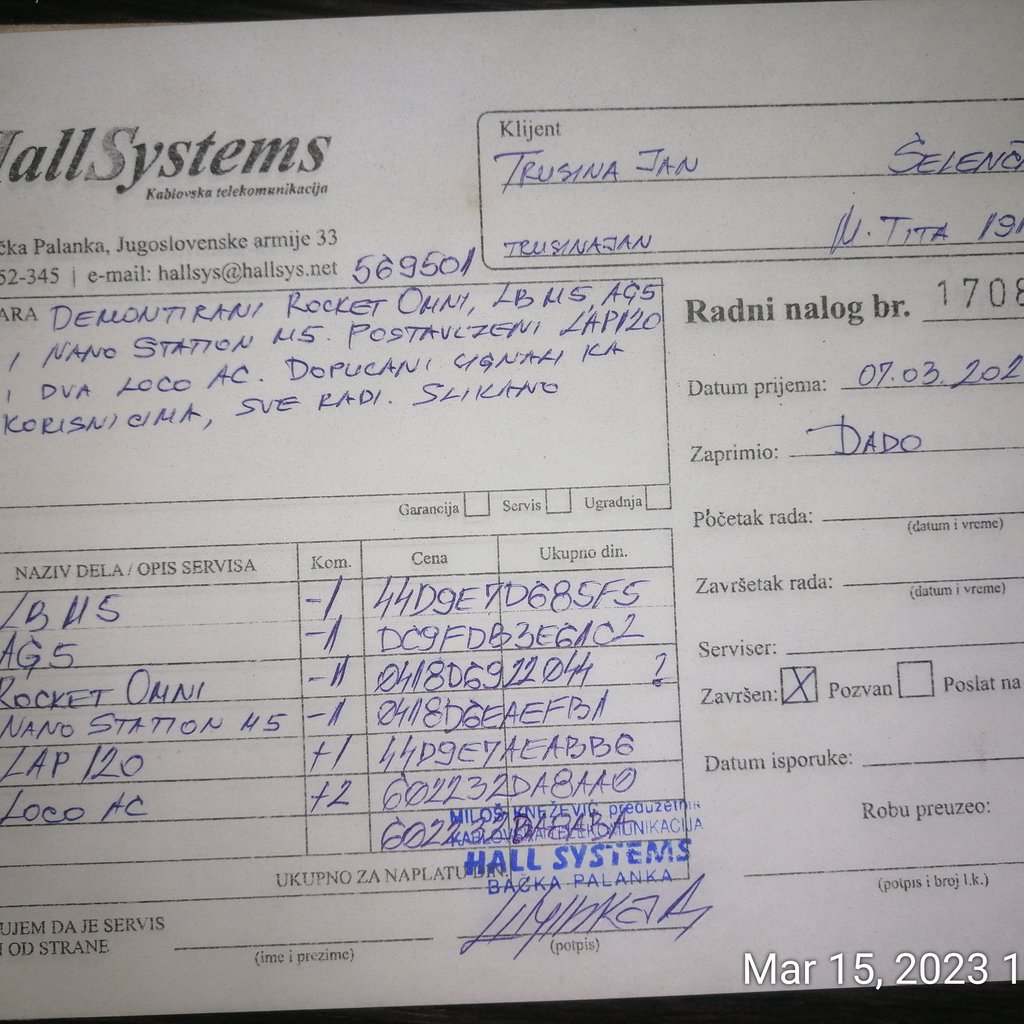 HallSystems
Kablovska telekomunikacija
čka Palanka, Jugoslovenske armije 33
52-345 | e-mail: hallsys@hallsys.net
569501
Klijent
TRUSINA JAN ŠELENČ
TRUSINAJAN M. TITA 191
ARA DEMONTIRANI ROCKET OMNI, LB M5, AG5
I NANO STATION M5. POSTAVLJENI LAP120
I DVA LOCO AC. DOPUCANI SIGNALI KA
KORISNICIMA, SVE RADI. SLIKANO
Garancija Servis Ugradnja
Radni nalog br. 1708
Datum prijema: 07.03.202
Zaprimio: DADO
Početak rada:
(datum i vreme)
Završetak rada:
(datum i vreme)
Serviser:
Završen: X Pozvan Poslat na
Datum isporuke:
Robu preuzeo:
(potpis i broj l.k.)
NAZIV DELA / OPIS SERVISA Kom. Cena Ukupno din.
LB M5 -1 44D9E7D685F5
AG5 -1 DC9FDB3E61C2
ROCKET OMNI -1 0418D6922044 ?
NANO STATION M5 -1 0418D6EAEFB1
LAP 120 +1 44D9E7AEABB6
LOCO AC +2 602232DA8AA0
UKUPNO ZA NAPLATU DIN.
MILOŠ KNEŽEVIĆ preduzetnik
KABLOVSKA TELEKOMUNIKACIJA
HALL SYSTEMS
BAČKA PALANKA
UJEM DA JE SERVIS
I OD STRANE
(ime i prezime)
(potpis)
Mar 15, 2023 1